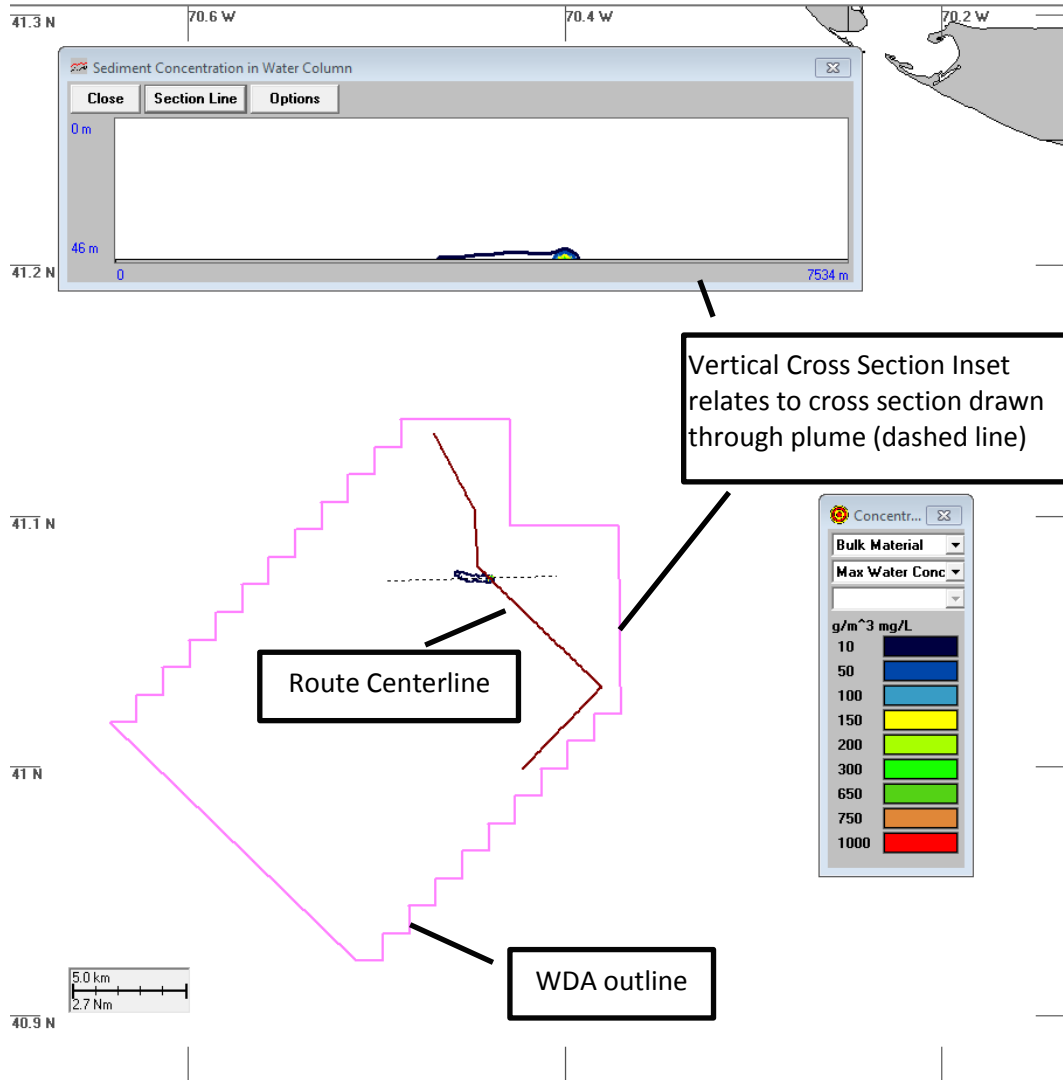 41.3 N
70.6 W
70.4 W
70.2 W
Sediment Concentration in Water Column
Close
Section Line
Options
0 m
46 m
0
7534 m
41.2 N
Vertical Cross Section Inset
relates to cross section drawn
through plume (dashed line)
41.1 N
Concentr...
Bulk Material
Max Water Conc
g/m^3 mg/L
10
50
100
150
200
300
650
750
1000
Route Centerline
41 N
WDA outline
5.0 km
2.7 Nm
40.9 N